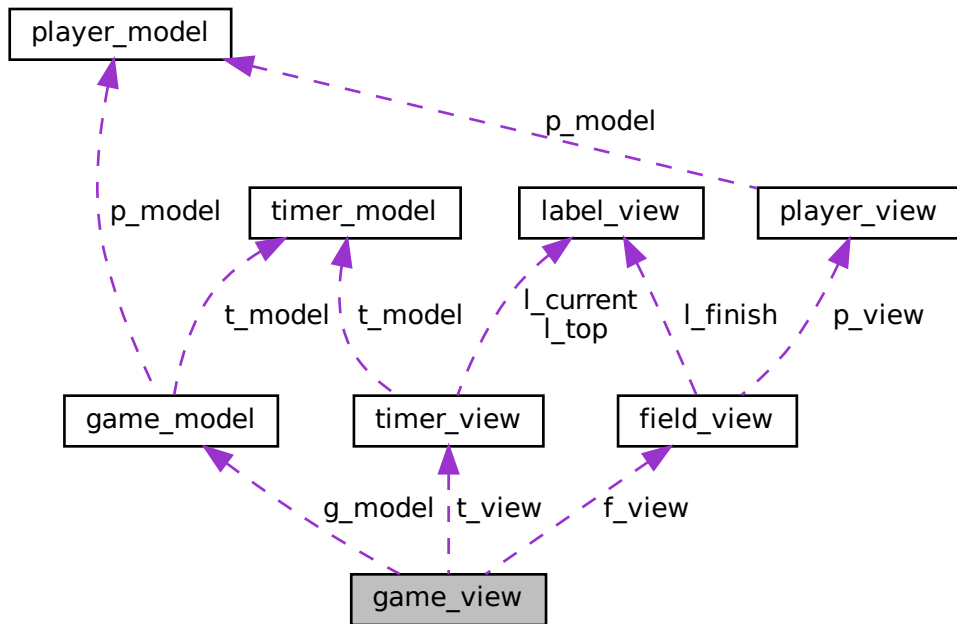 player_model
p_model
p_model
timer_model
label_view
player_view
t_model
t_model
l_current
l_top
l_finish
p_view
game_model
timer_view
field_view
g_model
t_view
f_view
game_view